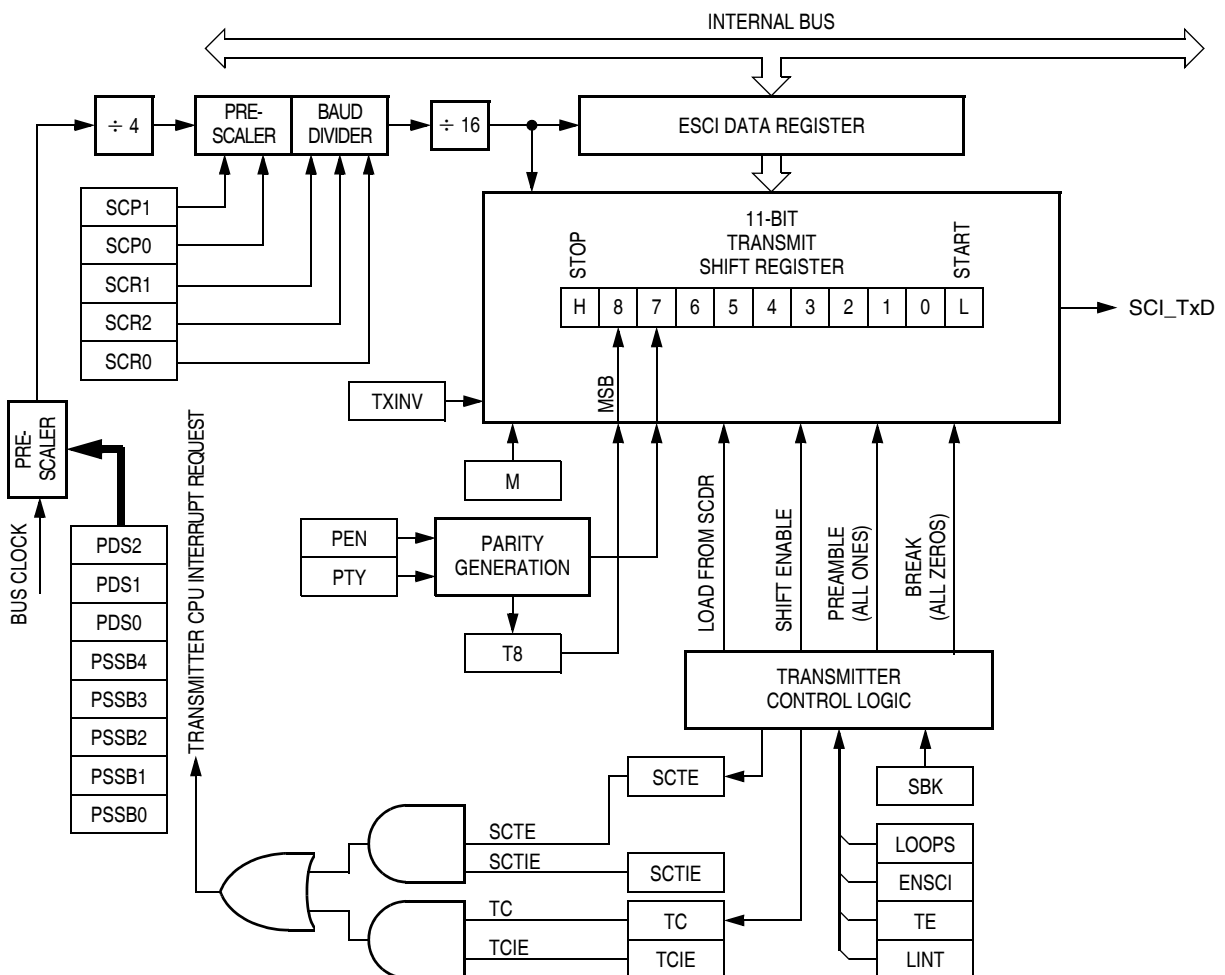 INTERNAL BUS
÷ 4
PRE-
SCALER
BAUD
DIVIDER
÷ 16
ESCI DATA REGISTER
SCP1
SCP0
SCR1
SCR2
SCR0
11-BIT
TRANSMIT
SHIFT REGISTER
STOP
START
H 8 7 6 5 4 3 2 1 0 L
SCI_TxD
TXINV
MSB
M
PRE-
SCALER
BUS CLOCK
PDS2
PDS1
PDS0
PSSB4
PSSB3
PSSB2
PSSB1
PSSB0
TRANSMITTER CPU INTERRUPT REQUEST
PEN
PTY
PARITY
GENERATION
T8
LOAD FROM SCDR
SHIFT ENABLE
PREAMBLE
(ALL ONES)
BREAK
(ALL ZEROS)
TRANSMITTER
CONTROL LOGIC
SCTE
SBK
SCTE
SCTIE
SCTIE
TC
TC
TCIE
TCIE
LOOPS
ENSCI
TE
LINT